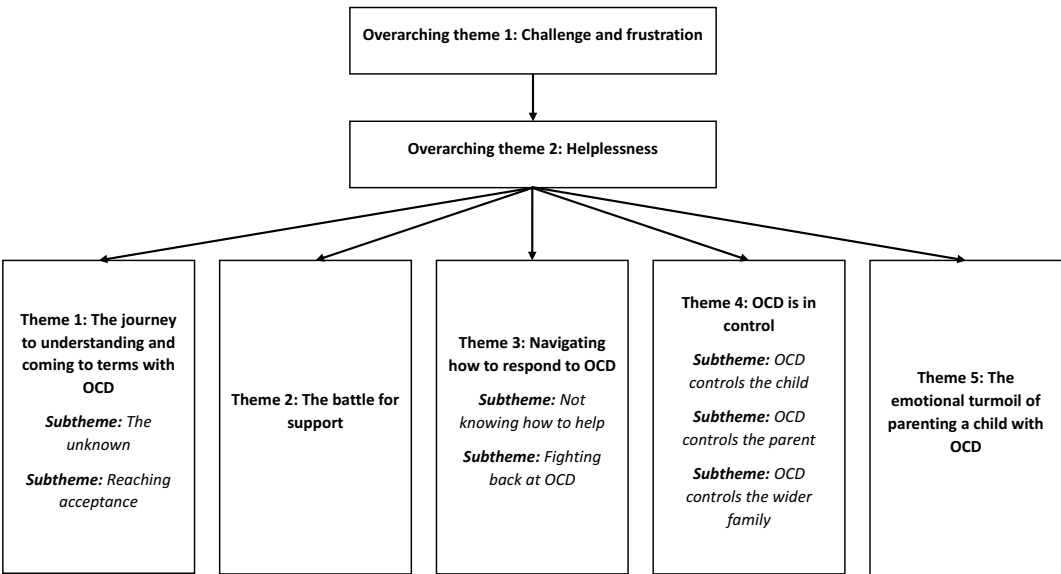 Overarching theme 1: Challenge and frustration
Overarching theme 2: Helplessness
Theme 1: The journey
to understanding and
coming to terms with
OCD
Subtheme: The
unknown
Subtheme: Reaching
acceptance
Theme 2: The battle for
support
Theme 3: Navigating
how to respond to OCD
Subtheme: Not
knowing how to help
Subtheme: Fighting
back at OCD
Theme 4: OCD is in
control
Subtheme: OCD
controls the child
Subtheme: OCD
controls the parent
Subtheme: OCD
controls the wider
family
Theme 5: The
emotional turmoil of
parenting a child with
OCD